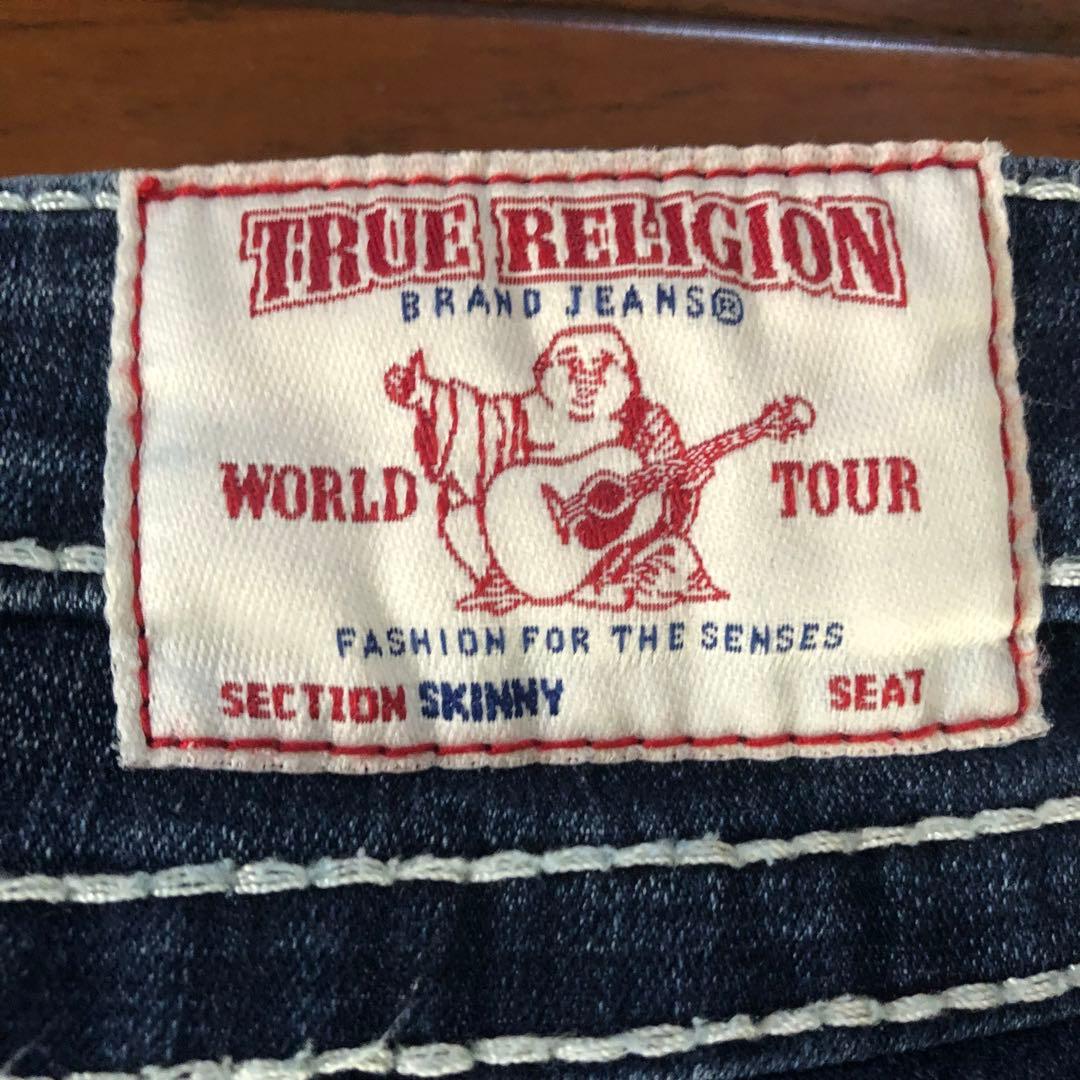 TRUE RELIGION
BRAND JEANS®
WORLD TOUR
FASHION FOR THE SENSES
SECTION SKINNY SEAT